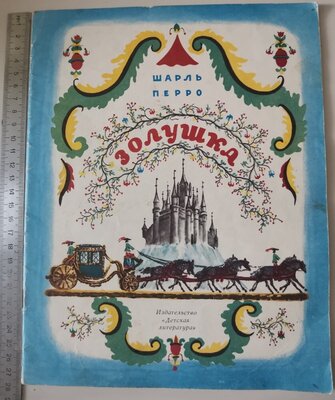 ШАРЛЬ
ПЕРРО
ЗОЛУШКА
Издательство
«Детская
литература»